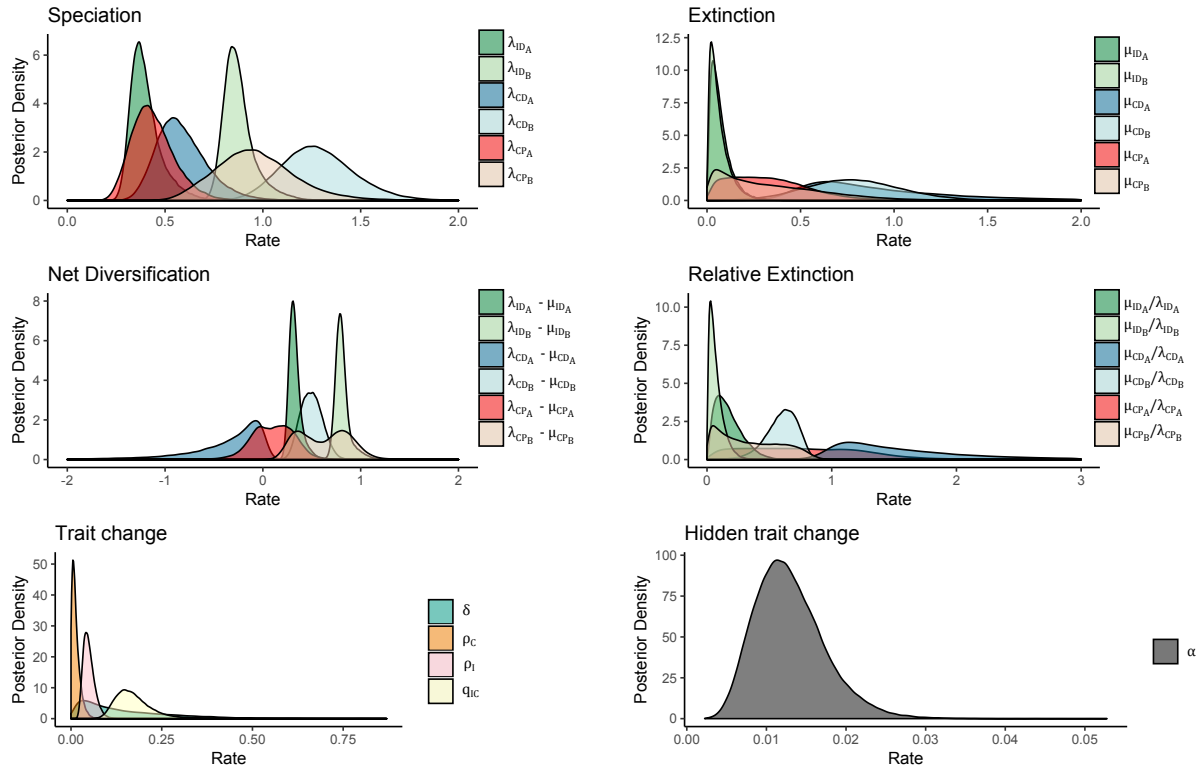 Speciation
Posterior Density
6
4
2
0
0.0 0.5 1.0 1.5 2.0
Rate
λIDA
λIDB
λCDA
λCDB
λCPA
λCPB
Extinction
Posterior Density
12.5
10.0
7.5
5.0
2.5
0.0
0.0 0.5 1.0 1.5 2.0
Rate
μIDA
μIDB
μCDA
μCDB
μCPA
μCPB
Net Diversification
Posterior Density
8
6
4
2
0
-2 -1 0 1 2
Rate
λIDA - μIDA
λIDB - μIDB
λCDA - μCDA
λCDB - μCDB
λCPA - μCPA
λCPB - μCPB
Relative Extinction
Posterior Density
10.0
7.5
5.0
2.5
0.0
0 1 2 3
Rate
μIDA/λIDA
μIDB/λIDB
μCDA/λCDA
μCDB/λCDB
μCPA/λCPA
μCPB/λCPB
Trait change
Posterior Density
50
40
30
20
10
0
0.00 0.25 0.50 0.75
Rate
δ
ρC
ρI
qIC
Hidden trait change
Posterior Density
100
75
50
25
0
0.00 0.01 0.02 0.03 0.04 0.05
Rate
α